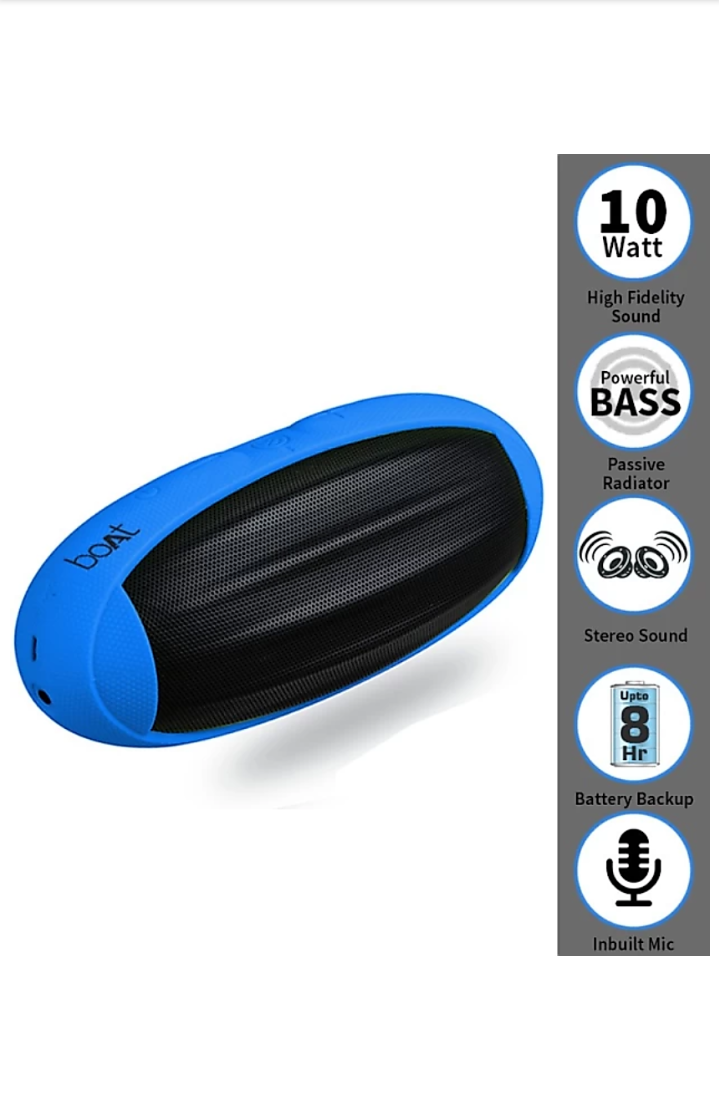 boAt
10
Watt
High Fidelity
Sound
Powerful
BASS
Passive
Radiator
Stereo Sound
Upto
8
Hr
Battery Backup
Inbuilt Mic